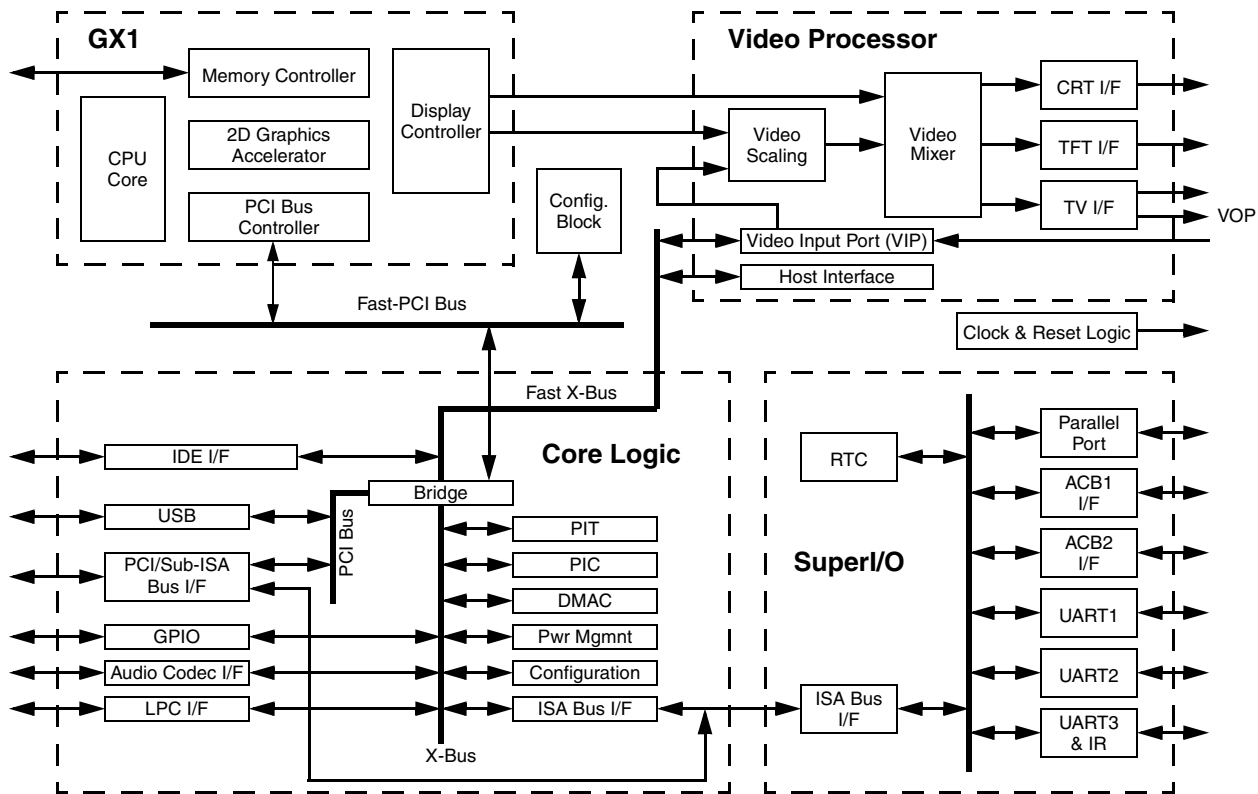 GX1
Memory Controller
CPU
Core
2D Graphics
Accelerator
PCI Bus
Controller
Display
Controller
Config.
Block
Fast-PCI Bus
Video Processor
Video
Scaling
Video
Mixer
CRT I/F
TFT I/F
TV I/F
VOP
Video Input Port (VIP)
Host Interface
Clock & Reset Logic
Fast X-Bus
Core Logic
IDE I/F
Bridge
USB
PCI Bus
PCI/Sub-ISA
Bus I/F
GPIO
Audio Codec I/F
LPC I/F
PIT
PIC
DMAC
Pwr Mgmnt
Configuration
ISA Bus I/F
X-Bus
SuperI/O
RTC
ISA Bus
I/F
Parallel
Port
ACB1
I/F
ACB2
I/F
UART1
UART2
UART3
& IR